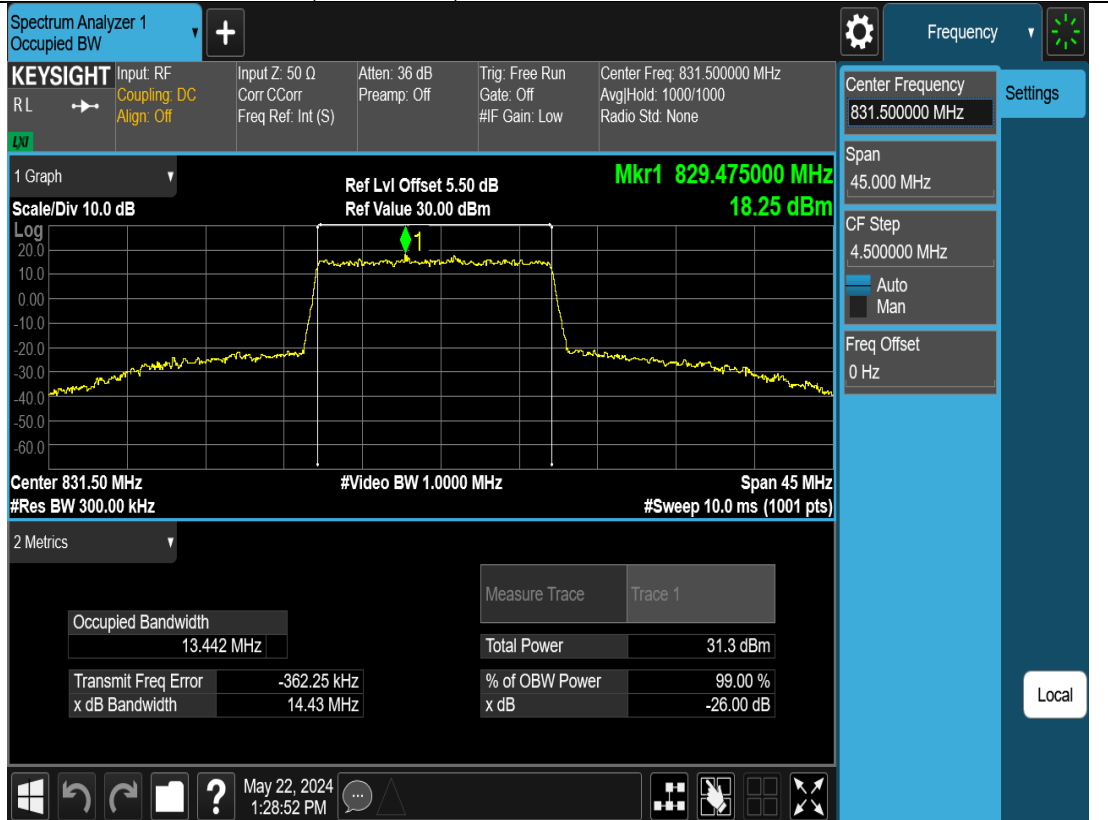 Spectrum Analyzer 1
Occupied BW
Frequency
KEYSIGHT
R L
LXI
Input: RF
Coupling: DC
Align: Off
Input Z: 50 Ω
Corr CCorr
Freq Ref: Int (S)
Atten: 36 dB
Preamp: Off
Trig: Free Run
Gate: Off
#IF Gain: Low
Center Freq: 831.500000 MHz
Avg|Hold: 1000/1000
Radio Std: None
Center Frequency
831.500000 MHz
Settings
Span
45.000 MHz
CF Step
4.500000 MHz
Auto
Man
Freq Offset
0 Hz
Local
1 Graph
Scale/Div 10.0 dB
Ref Lvl Offset 5.50 dB
Ref Value 30.00 dBm
Mkr1 829.475000 MHz
18.25 dBm
Log
1
20.0
10.0
0.00
-10.0
-20.0
-30.0
-40.0
-50.0
-60.0
Center 831.50 MHz
#Video BW 1.0000 MHz
Span 45 MHz
#Res BW 300.00 kHz
#Sweep 10.0 ms (1001 pts)
2 Metrics
Measure Trace
Trace 1
Occupied Bandwidth
13.442 MHz
Total Power
31.3 dBm
Transmit Freq Error
-362.25 kHz
% of OBW Power
99.00 %
x dB Bandwidth
14.43 MHz
x dB
-26.00 dB
May 22, 2024
1:28:52 PM